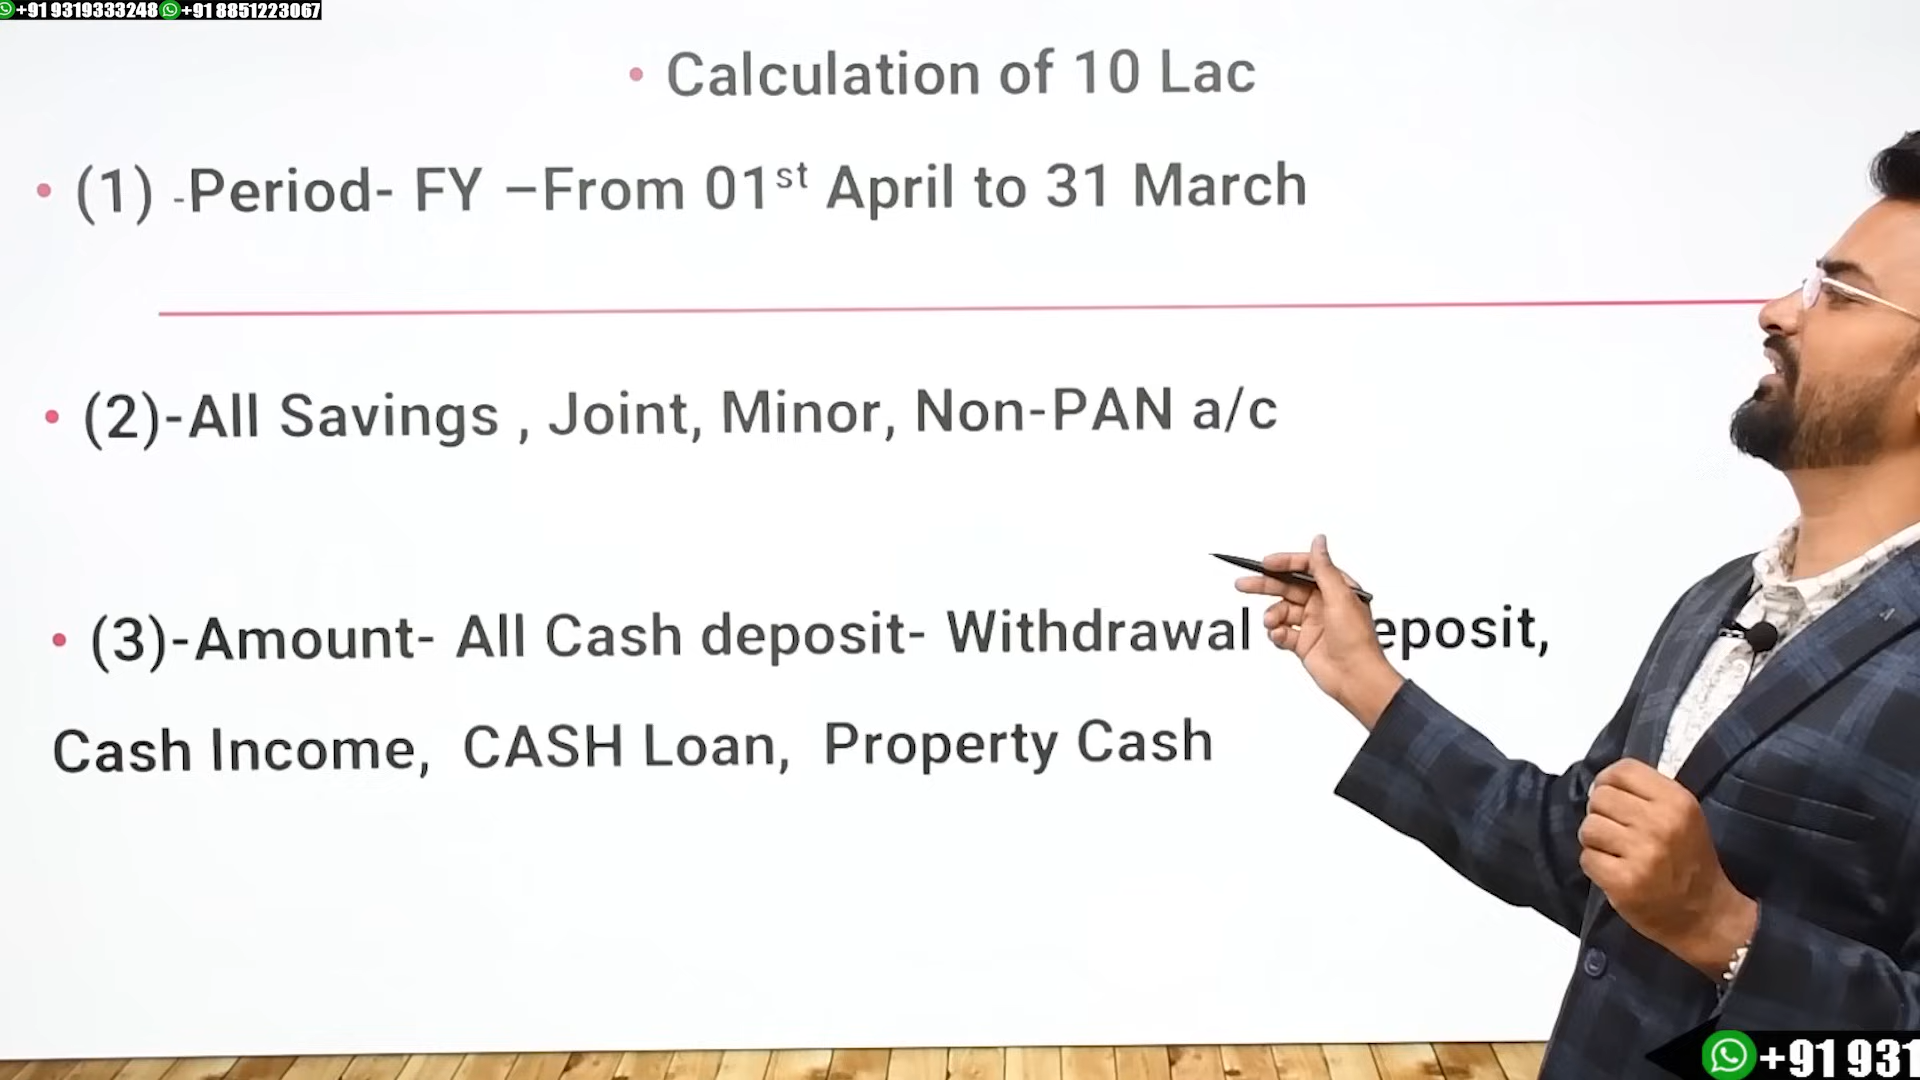 +91 9319333248 +91 8851223067
• Calculation of 10 Lac
• (1) -Period- FY –From 01st April to 31 March
• (2)-All Savings , Joint, Minor, Non-PAN a/c
• (3)-Amount- All Cash deposit- Withdrawal eposit,
Cash Income, CASH Loan, Property Cash
+91 931